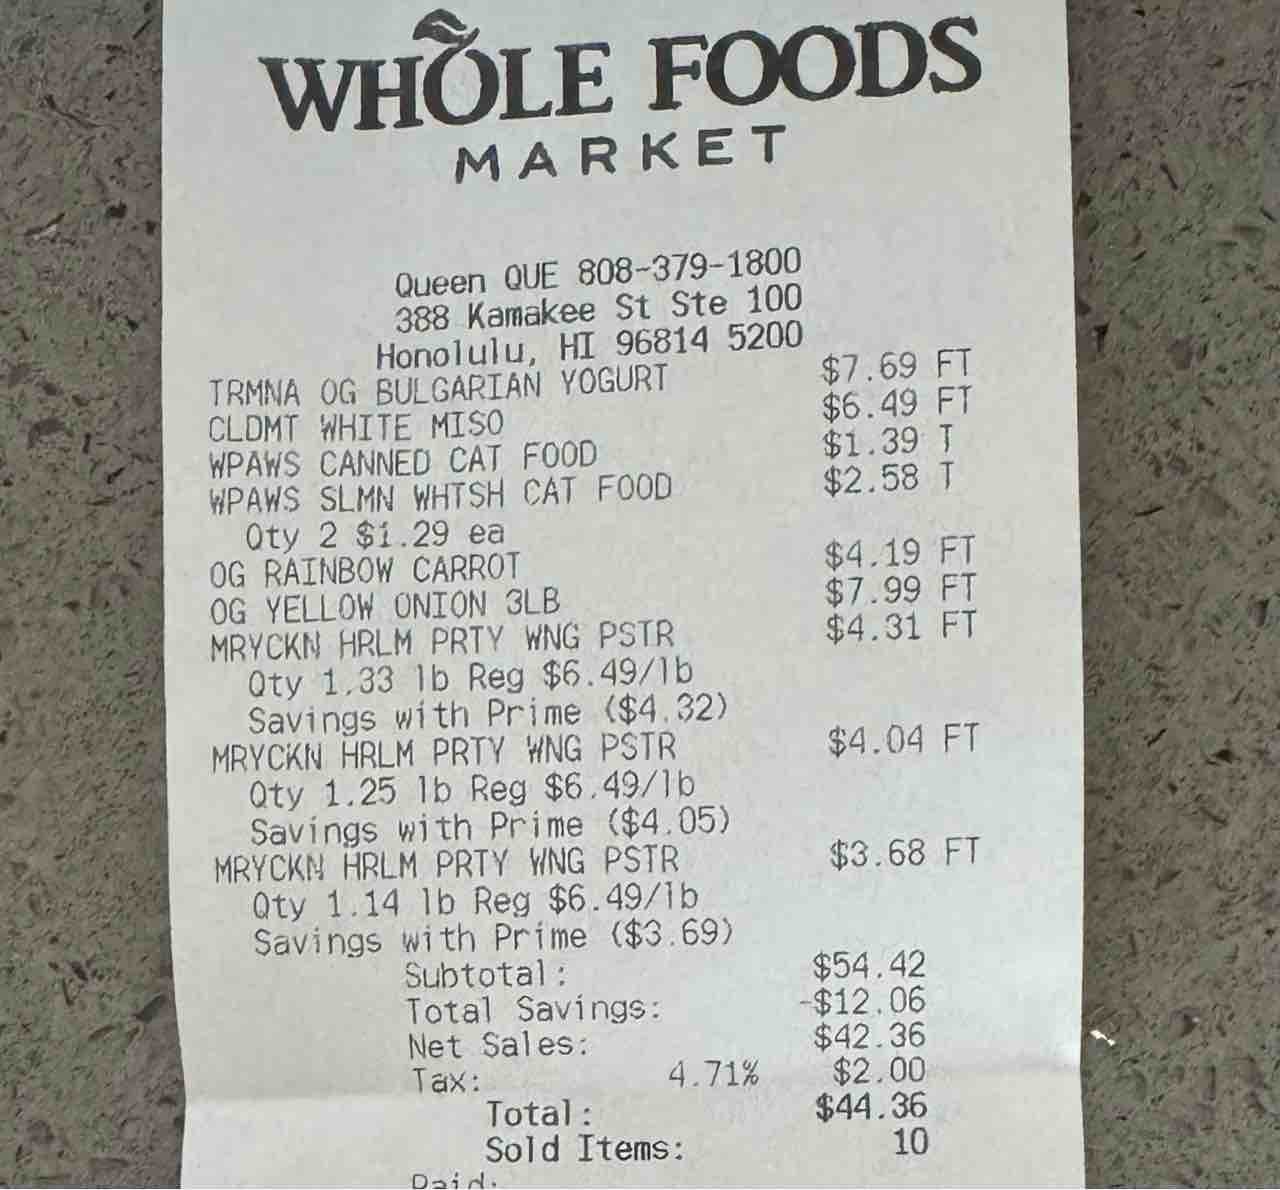 WHOLE FOODS
MARKET
Queen QUE 808-379-1800
388 Kamakee St Ste 100
Honolulu, HI 96814 5200
TRMNA OG BULGARIAN YOGURT $7.69 FT
CLDMT WHITE MISO $6.49 FT
WPAWS CANNED CAT FOOD $1.39 T
WPAWS SLMN WHTSH CAT FOOD $2.58 T
Qty 2 $1.29 ea
OG RAINBOW CARROT $4.19 FT
OG YELLOW ONION 3LB $7.99 FT
MRYCKN HRLM PRTY WNG PSTR $4.31 FT
Qty 1.33 lb Reg $6.49/lb
Savings with Prime ($4.32)
MRYCKN HRLM PRTY WNG PSTR $4.04 FT
Qty 1.25 lb Reg $6.49/lb
Savings with Prime ($4.05)
MRYCKN HRLM PRTY WNG PSTR $3.68 FT
Qty 1.14 lb Reg $6.49/lb
Savings with Prime ($3.69)
Subtotal: $54.42
Total Savings: -$12.06
Net Sales: $42.36
Tax: 4.71% $2.00
Total: $44.36
Sold Items: 10
Paid: